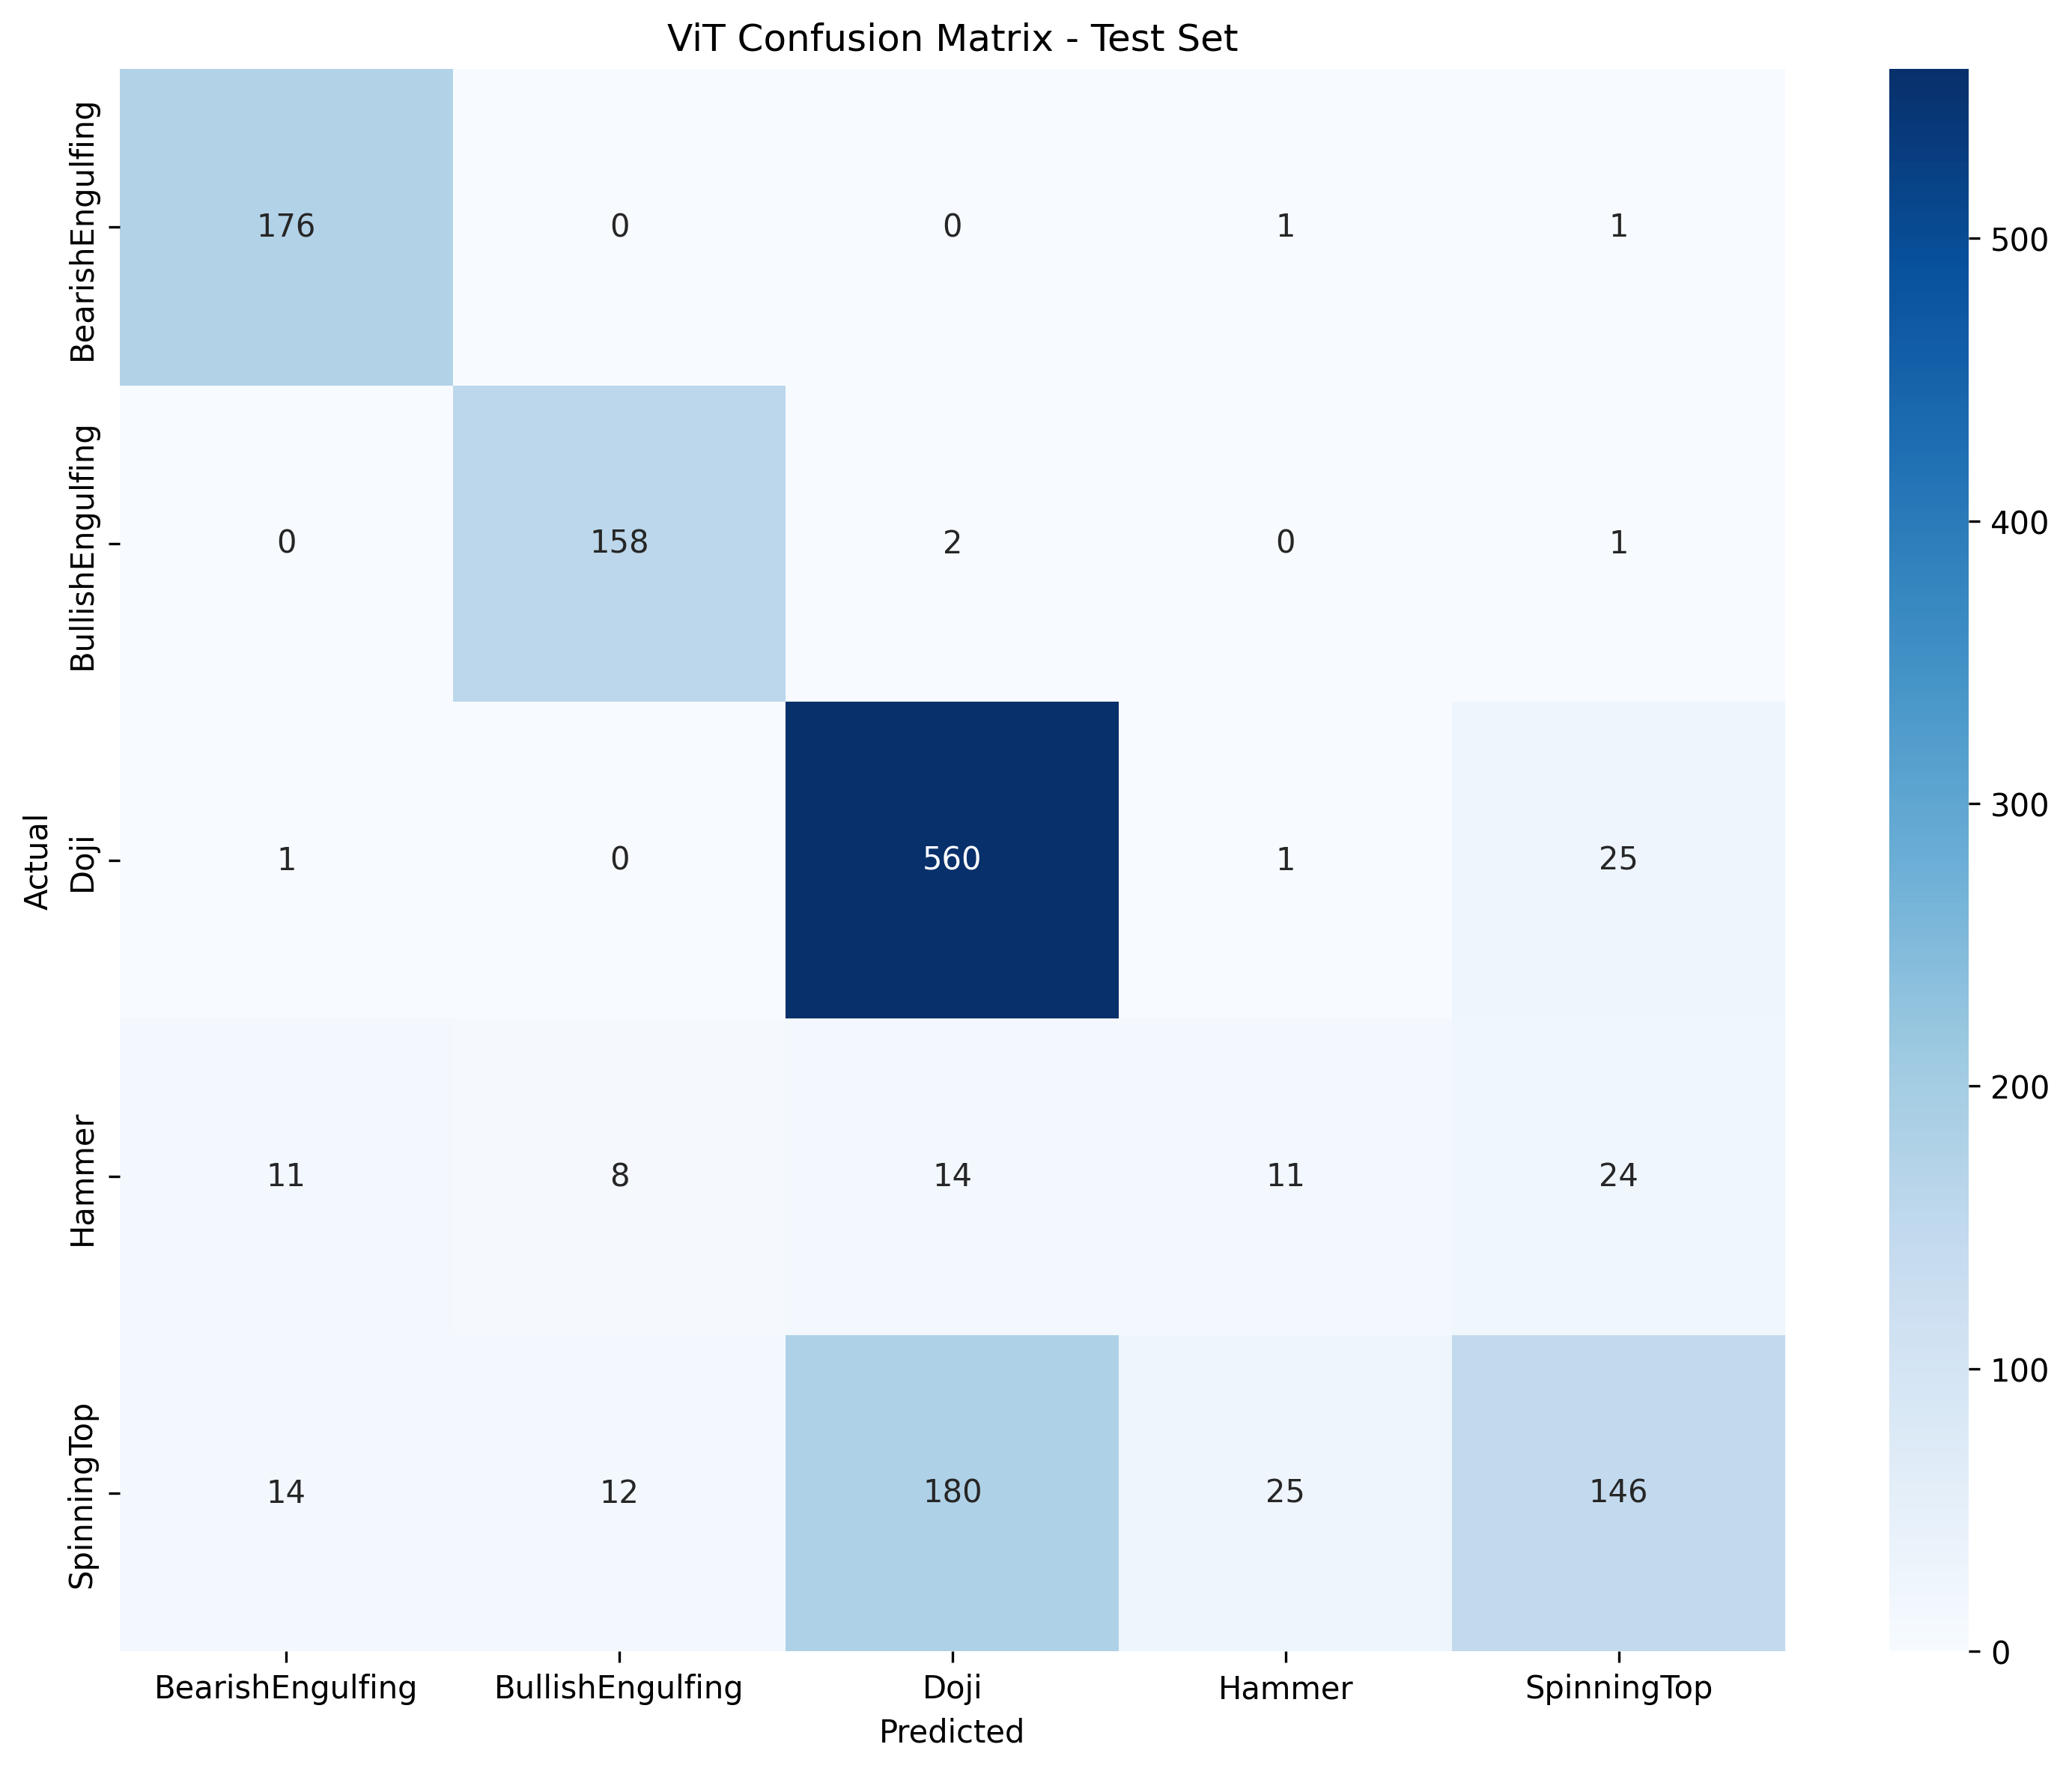 ViT Confusion Matrix - Test Set
Actual
BearishEngulfing
176 0 0 1 1
BullishEngulfing
0 158 2 0 1
Doji
1 0 560 1 25
Hammer
11 8 14 11 24
SpinningTop
14 12 180 25 146
BearishEngulfing BullishEngulfing Doji Hammer SpinningTop
Predicted
500
400
300
200
100
0